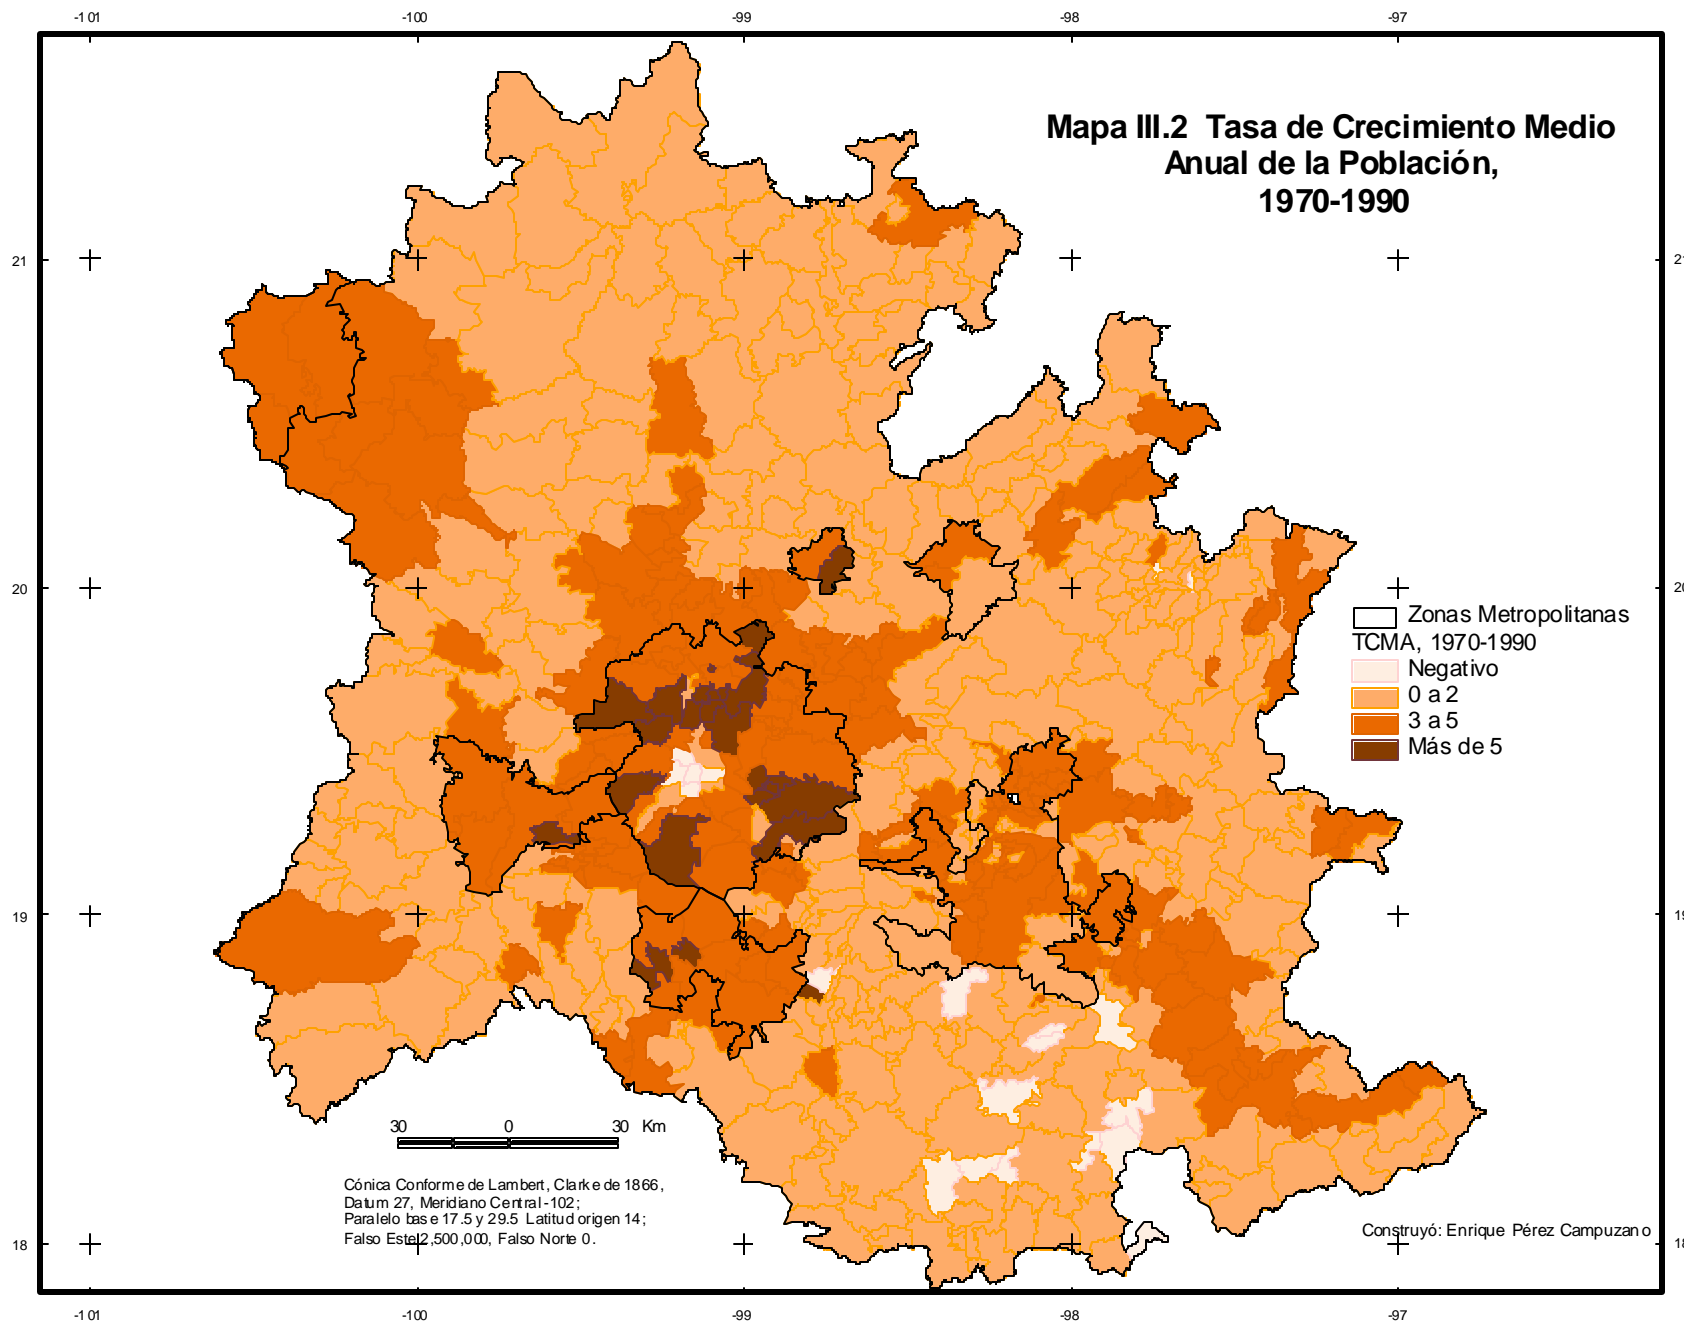 -101 -100 -99 -98 -97
Mapa III.2 Tasa de Crecimiento Medio
Anual de la Población,
1970-1990
21 21
20 20
Zonas Metropolitanas
TCMA, 1970-1990
Negativo
0 a 2
3 a 5
Más de 5
19 19
30 0 30 Km
Cónica Conforme de Lambert, Clarke de 1866,
Datum 27, Meridiano Central -102;
Paralelo base 17.5 y 29.5 Latitud origen 14;
Falso Este 2,500,000, Falso Norte 0.
Construyó: Enrique Pérez Campuzano
18 18
-101 -100 -99 -98 -97